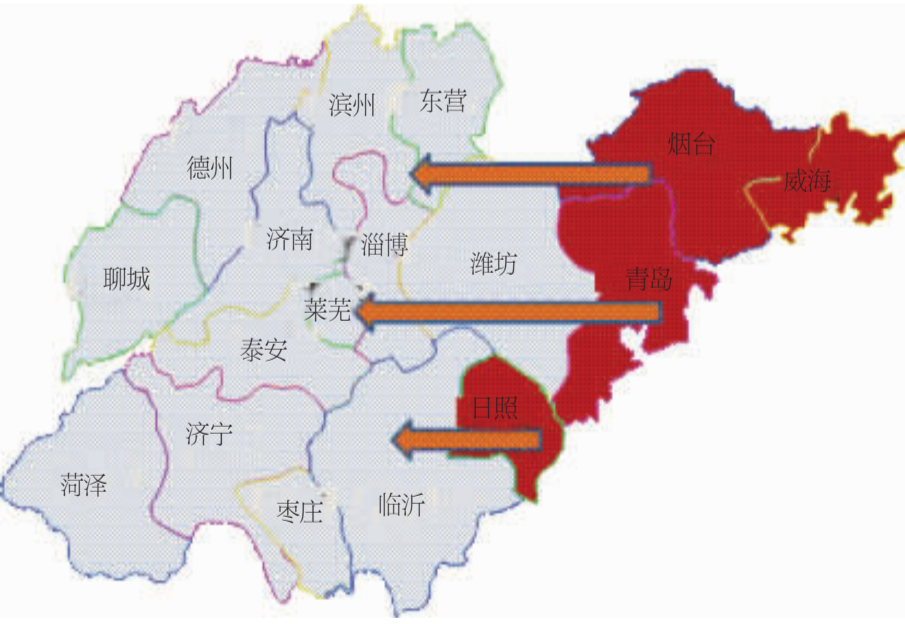 滨州
东营
烟台
德州
威海
济南
淄博
潍坊
聊城
青岛
莱芜
泰安
日照
济宁
菏泽
枣庄
临沂